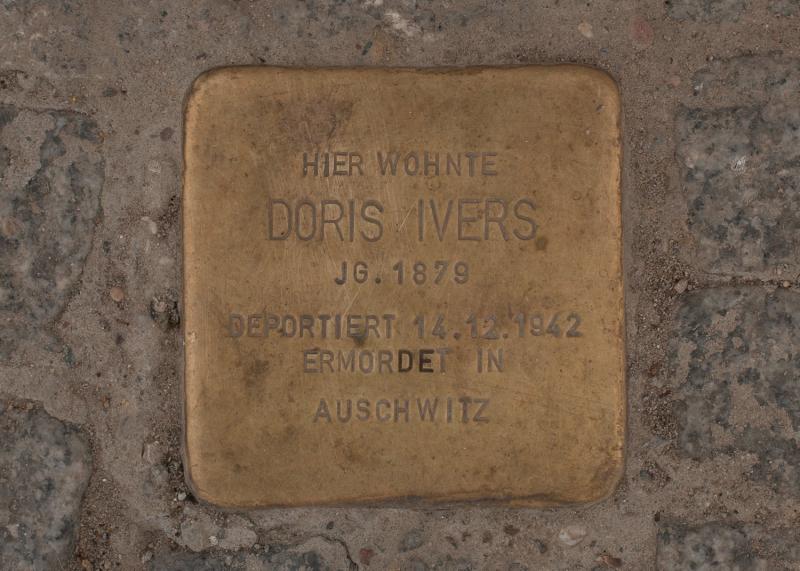 HIER WOHNTE
DORIS IVERS
JG. 1879
DEPORTIERT 14.12.1942
ERMORDET IN
AUSCHWITZ